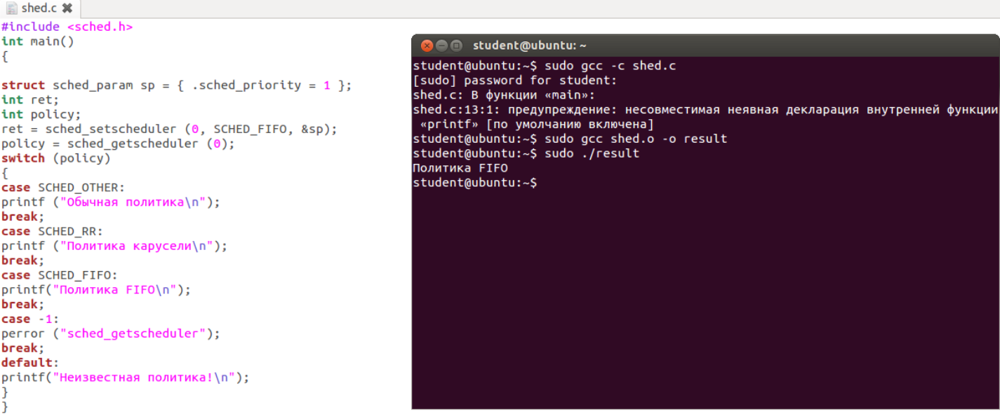 shed.c
#include <sched.h>
int main()
{
struct sched_param sp = { .sched_priority = 1 };
int ret;
int policy;
ret = sched_setscheduler (0, SCHED_FIFO, &sp);
policy = sched_getscheduler (0);
switch (policy)
{
case SCHED_OTHER:
printf ("Обычная политика\n");
break;
case SCHED_RR:
printf ("Политика карусели\n");
break;
case SCHED_FIFO:
printf("Политика FIFO\n");
break;
case -1:
perror ("sched_getscheduler");
break;
default:
printf("Неизвестная политика!\n");
}
}
student@ubuntu: ~
student@ubuntu:~$ sudo gcc -c shed.c
[sudo] password for student:
shed.c: В функции «main»:
shed.c:13:1: предупреждение: несовместимая неявная декларация внутренней функции
«printf» [по умолчанию включена]
student@ubuntu:~$ sudo gcc shed.o -o result
student@ubuntu:~$ sudo ./result
Политика FIFO
student@ubuntu:~$